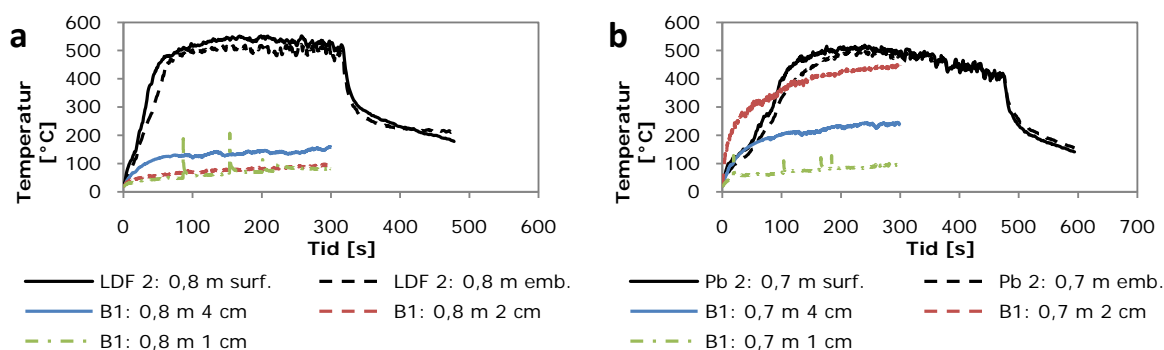 a
600
500
400
300
200
100
0
Temperatur
[°C]
0 100 200 300 400 500 600
Tid [s]
LDF 2: 0,8 m surf. LDF 2: 0,8 m emb.
B1: 0,8 m 4 cm B1: 0,8 m 2 cm
B1: 0,8 m 1 cm
b
600
500
400
300
200
100
0
Temperatur
[°C]
0 100 200 300 400 500 600 700
Tid [s]
Pb 2: 0,7 m surf. Pb 2: 0,7 m emb.
B1: 0,7 m 4 cm B1: 0,7 m 2 cm
B1: 0,7 m 1 cm